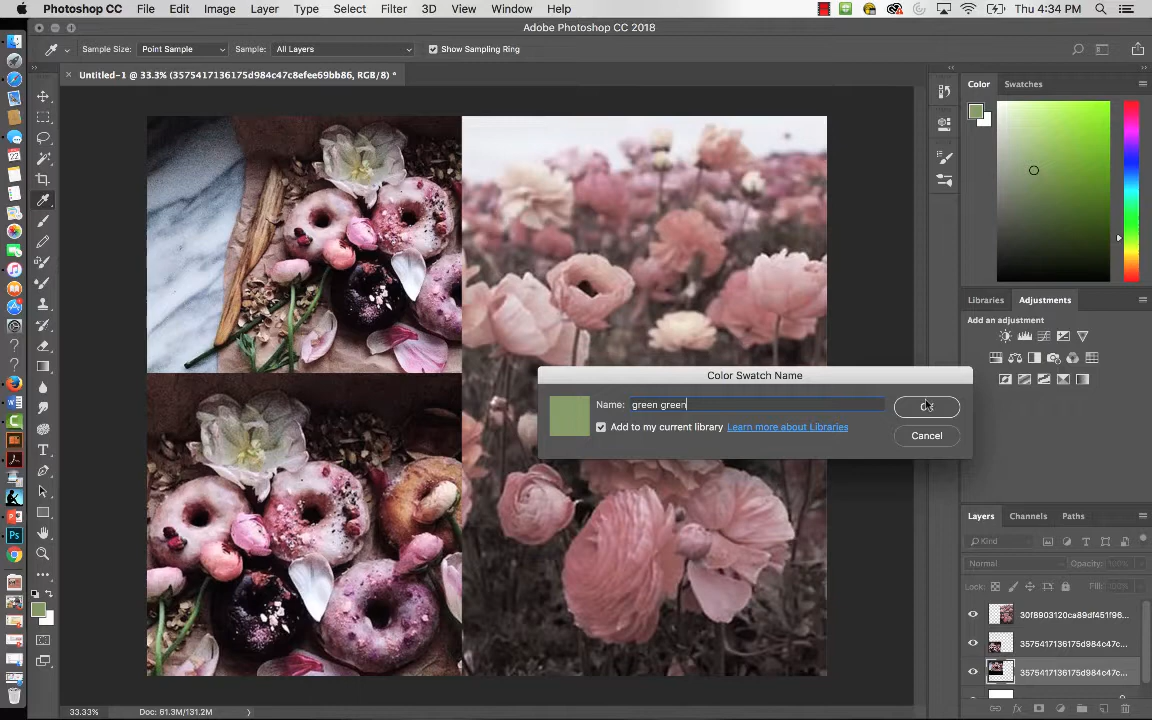 Photoshop CC File Edit Image Layer Type Select Filter 3D View Window Help Thu 4:34 PM
Adobe Photoshop CC 2018
Sample Size: Point Sample Sample: All Layers Show Sampling Ring
× Untitled-1 @ 33.3% (3575417136175d984c47c8efee69bb86, RGB/8) *
Color Swatches
Libraries Adjustments
Add an adjustment
Color Swatch Name
Name: green green
Add to my current library Learn more about Libraries
Cancel
Layers Channels Paths
Kind
Normal Opacity: 100%
Lock: Fill: 100%
30f8903120ca89df451f96...
3575417136175d984c47c...
3575417136175d984c47c...
33.33% Doc: 61.3M/131.2M